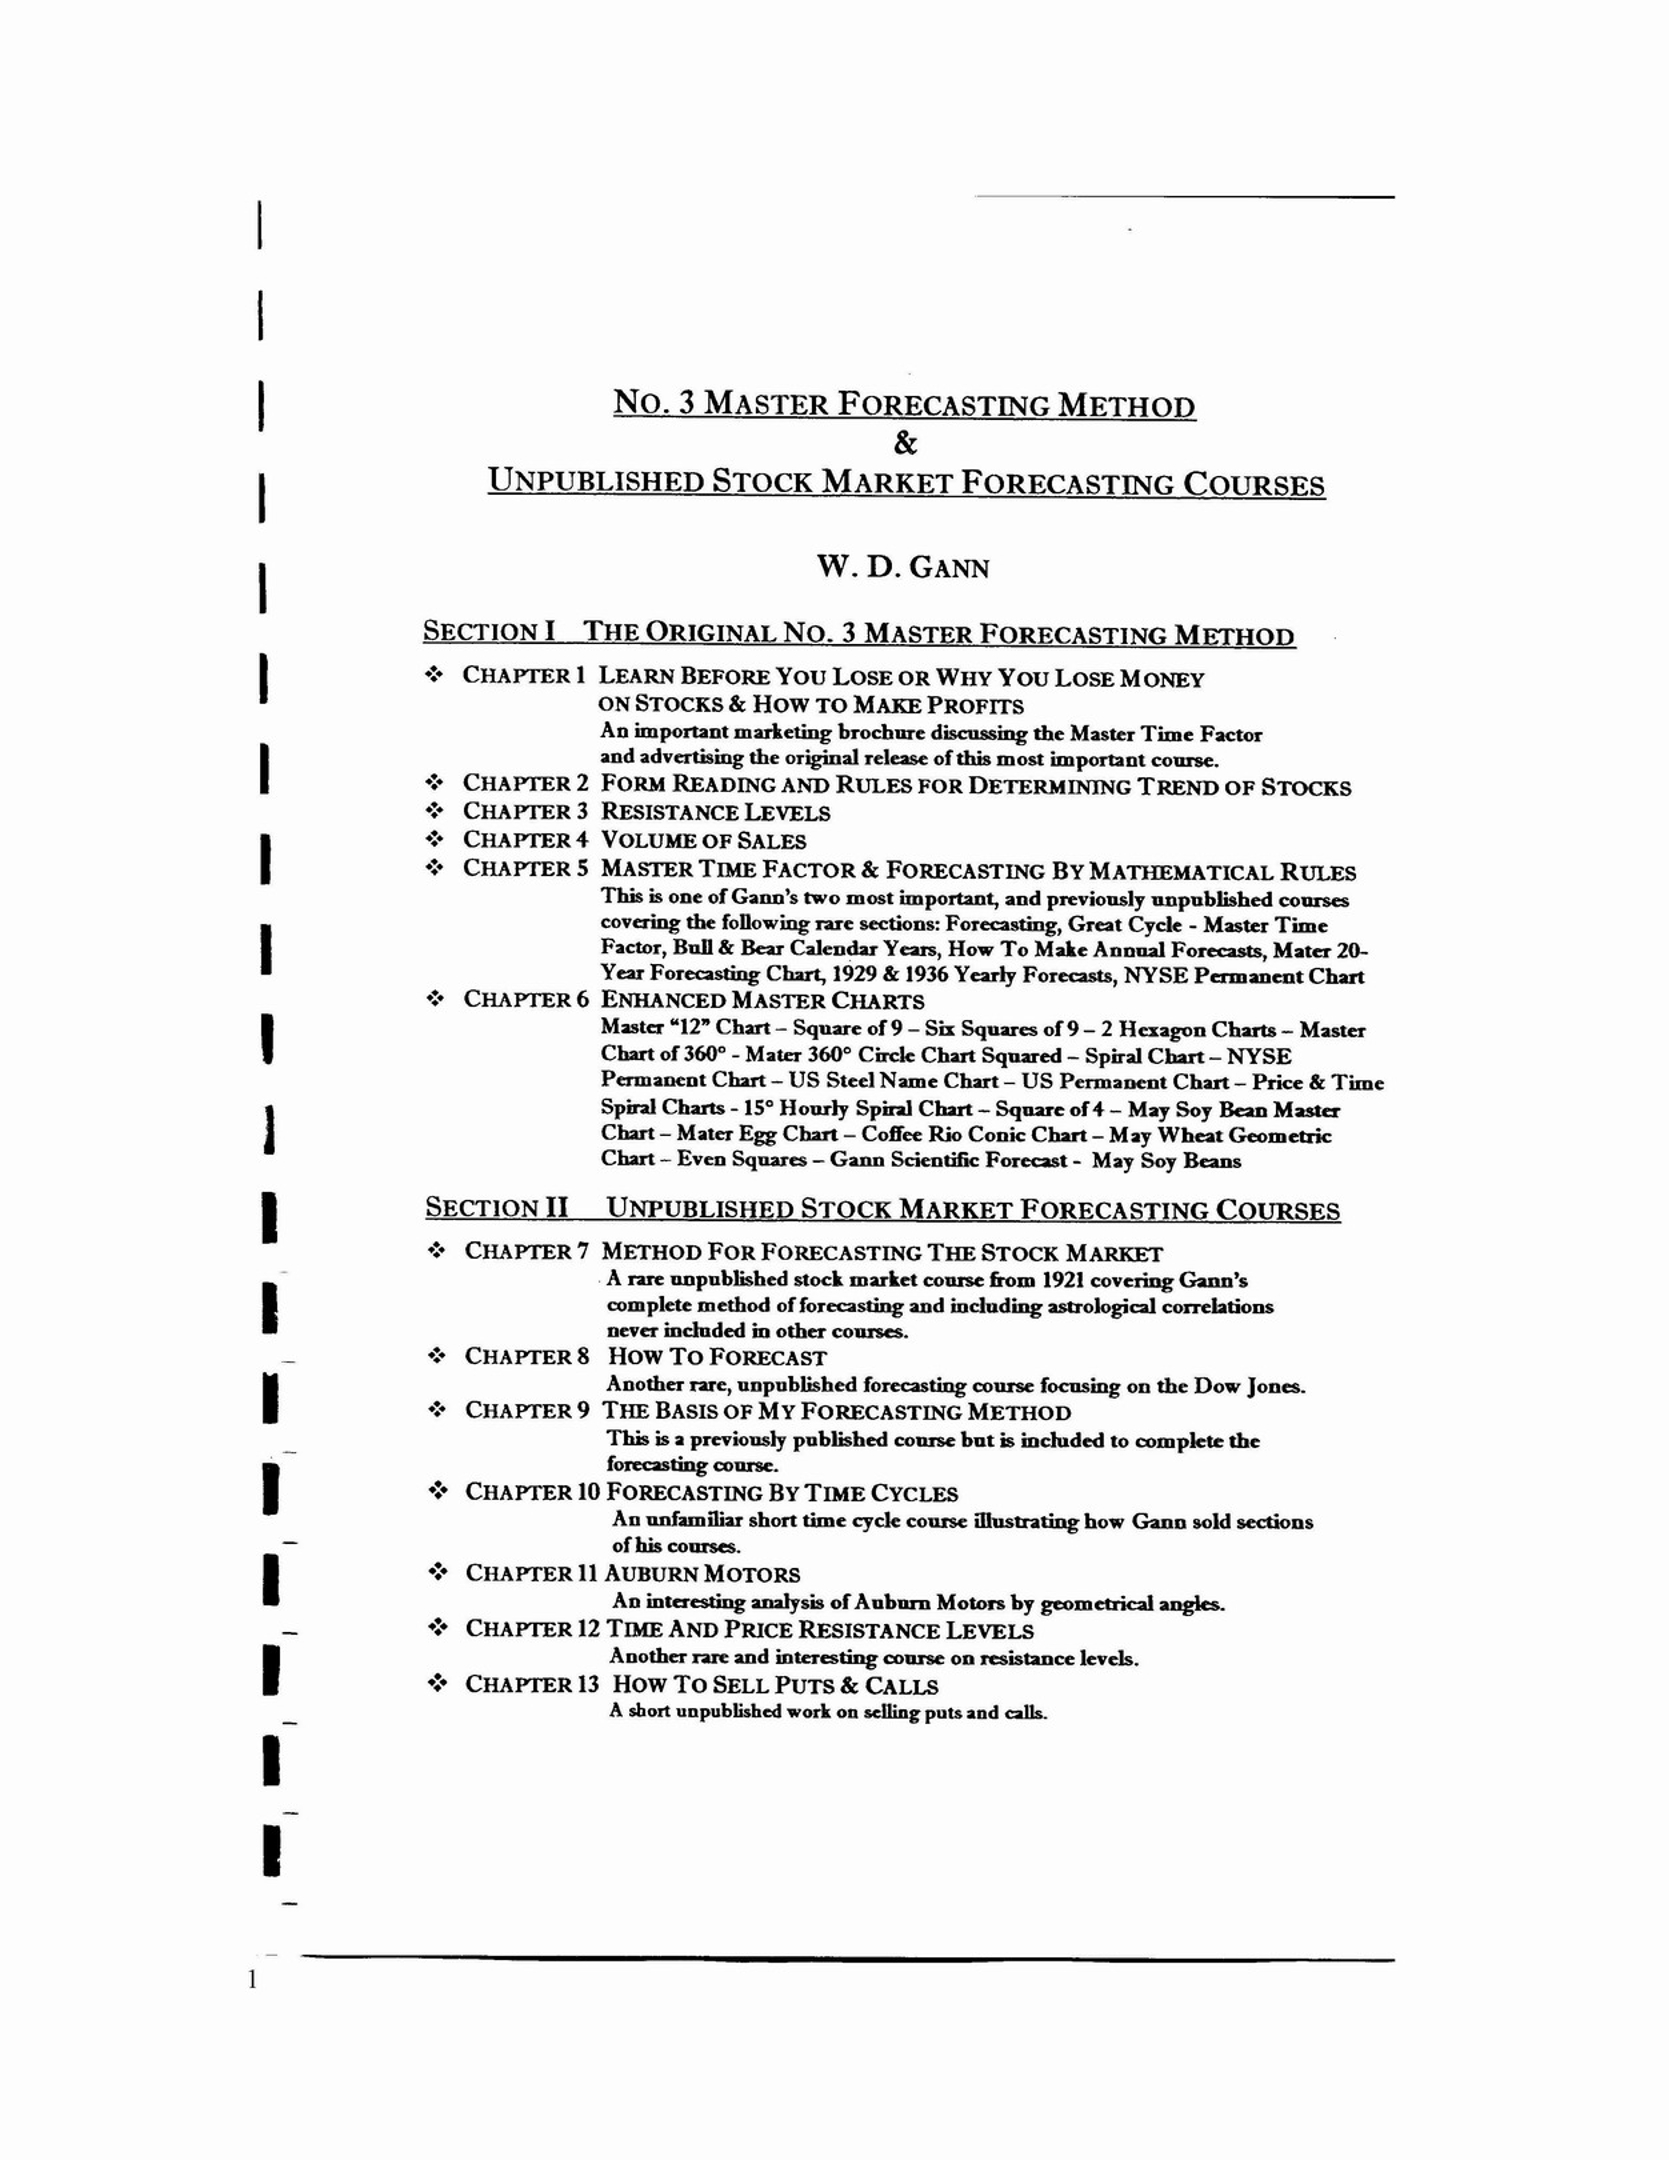 NO. 3 MASTER FORECASTING METHOD
&
UNPUBLISHED STOCK MARKET FORECASTING COURSES
W. D. GANN
SECTION I THE ORIGINAL NO. 3 MASTER FORECASTING METHOD
❖ CHAPTER 1 LEARN BEFORE YOU LOSE OR WHY YOU LOSE MONEY
ON STOCKS & HOW TO MAKE PROFITS
An important marketing brochure discussing the Master Time Factor
and advertising the original release of this most important course.
❖ CHAPTER 2 FORM READING AND RULES FOR DETERMINING TREND OF STOCKS
❖ CHAPTER 3 RESISTANCE LEVELS
❖ CHAPTER 4 VOLUME OF SALES
❖ CHAPTER 5 MASTER TIME FACTOR & FORECASTING BY MATHEMATICAL RULES
This is one of Gann's two most important, and previously unpublished courses
covering the following rare sections: Forecasting, Great Cycle - Master Time
Factor, Bull & Bear Calendar Years, How To Make Annual Forecasts, Mater 20-
Year Forecasting Chart, 1929 & 1936 Yearly Forecasts, NYSE Permanent Chart
❖ CHAPTER 6 ENHANCED MASTER CHARTS
Master “12” Chart – Square of 9 – Six Squares of 9 – 2 Hexagon Charts – Master
Chart of 360° - Mater 360° Circle Chart Squared – Spiral Chart – NYSE
Permanent Chart – US Steel Name Chart – US Permanent Chart – Price & Time
Spiral Charts - 15° Hourly Spiral Chart – Square of 4 – May Soy Bean Master
Chart – Mater Egg Chart – Coffee Rio Conic Chart – May Wheat Geometric
Chart – Even Squares – Gann Scientific Forecast - May Soy Beans
SECTION II UNPUBLISHED STOCK MARKET FORECASTING COURSES
❖ CHAPTER 7 METHOD FOR FORECASTING THE STOCK MARKET
A rare unpublished stock market course from 1921 covering Gann's
complete method of forecasting and including astrological correlations
never included in other courses.
❖ CHAPTER 8 HOW TO FORECAST
Another rare, unpublished forecasting course focusing on the Dow Jones.
❖ CHAPTER 9 THE BASIS OF MY FORECASTING METHOD
This is a previously published course but is included to complete the
forecasting course.
❖ CHAPTER 10 FORECASTING BY TIME CYCLES
An unfamiliar short time cycle course illustrating how Gann sold sections
of his courses.
❖ CHAPTER 11 AUBURN MOTORS
An interesting analysis of Auburn Motors by geometrical angles.
❖ CHAPTER 12 TIME AND PRICE RESISTANCE LEVELS
Another rare and interesting course on resistance levels.
❖ CHAPTER 13 HOW TO SELL PUTS & CALLS
A short unpublished work on selling puts and calls.
1